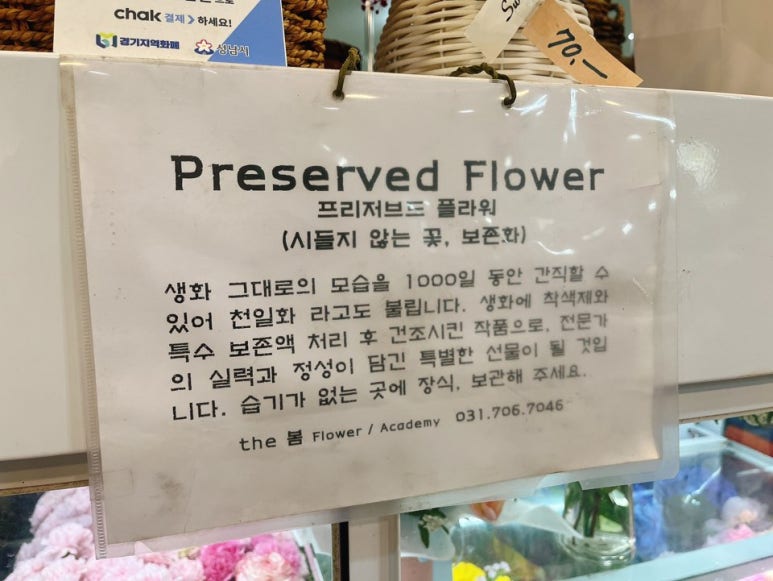 chak 결제 > 하세요!
경기지역화폐 성남시
Su
70.-
Preserved Flower
프리저브드 플라워
(시들지 않는 꽃, 보존화)
생화 그대로의 모습을 1000일 동안 간직할 수
있어 천일화 라고도 불립니다. 생화에 착색제와
특수 보존액 처리 후 건조시킨 작품으로, 전문가
의 실력과 정성이 담긴 특별한 선물이 될 것입
니다. 습기가 없는 곳에 장식, 보관해 주세요.
the 봄 Flower / Academy 031.706.7046